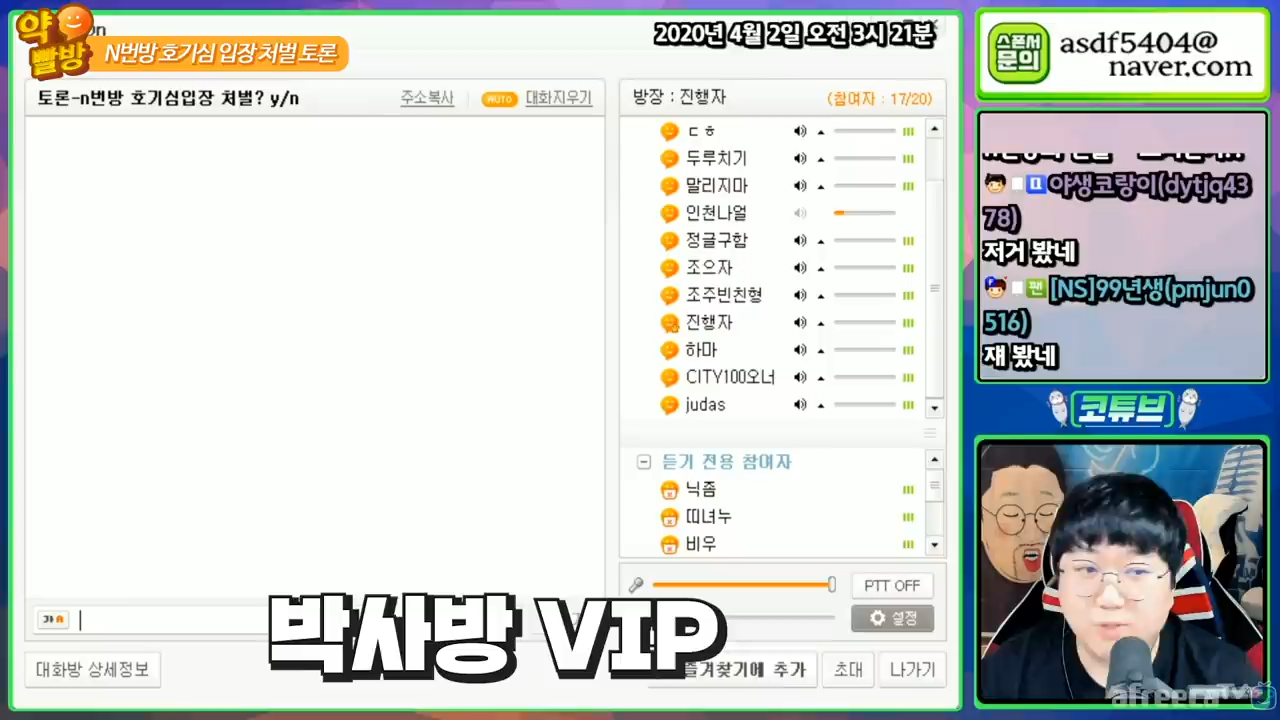 약빨방
N번방 호기심 입장 처벌 토론
2020년 4월 2일 오전 3시 21분
토론-n번방 호기심입장 처벌? y/n
주소복사
AUTO
대화지우기
방장 : 진행자
(참여자 : 17/20)
ㄷㅎ
두루치기
말리지마
인천나얼
정글구함
조으자
조주빈친형
진행자
하마
CITY100오너
judas
듣기 전용 참여자
닉좀
띠녀누
비우
PTT OFF
설정
가A
박사방 VIP
대화방 상세정보
즐겨찾기에 추가
초대
나가기
스폰서
문의
asdf5404@
naver.com
야생코랑이(dytjq43
78)
저거 봤네
팬
[NS]99년생(pmjun0
516)
쟤 봤네
코튜브
afreecaTV